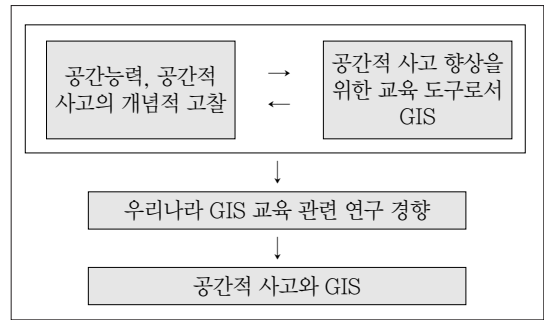 공간능력, 공간적
사고의 개념적 고찰
→
←
공간적 사고 향상을
위한 교육 도구로서
GIS
↓
우리나라 GIS 교육 관련 연구 경향
↓
공간적 사고와 GIS